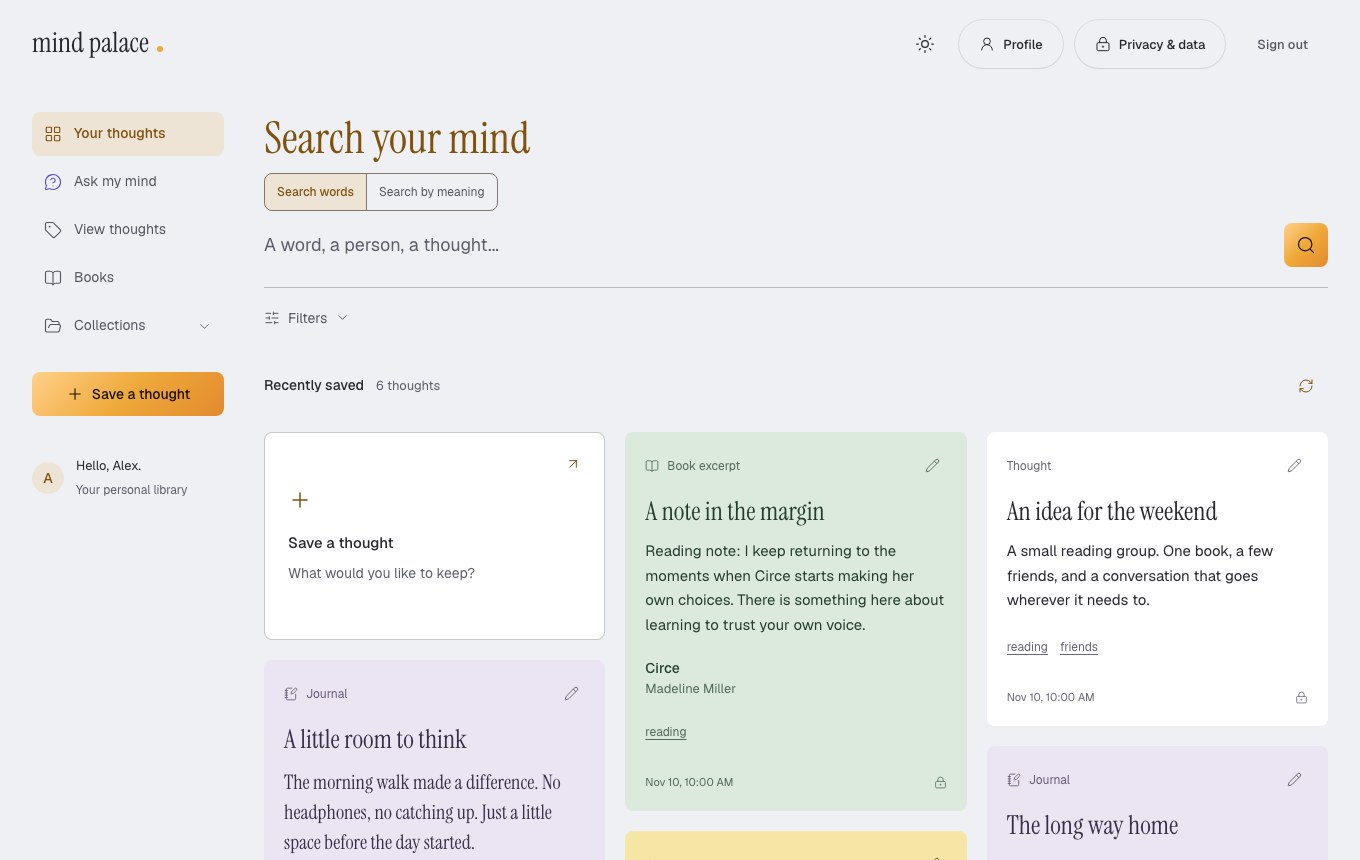 mind palace .
Profile
Privacy & data
Sign out
Your thoughts
Ask my mind
View thoughts
Books
Collections
Save a thought
A
Hello, Alex.
Your personal library
Search your mind
Search words
Search by meaning
A word, a person, a thought...
Filters
Recently saved 6 thoughts
Save a thought
What would you like to keep?
Journal
A little room to think
The morning walk made a difference. No
headphones, no catching up. Just a little
space before the day started.
Book excerpt
A note in the margin
Reading note: I keep returning to the
moments when Circe starts making her
own choices. There is something here about
learning to trust your own voice.
Circe
Madeline Miller
reading
Nov 10, 10:00 AM
Thought
An idea for the weekend
A small reading group. One book, a few
friends, and a conversation that goes
wherever it needs to.
reading friends
Nov 10, 10:00 AM
Journal
The long way home